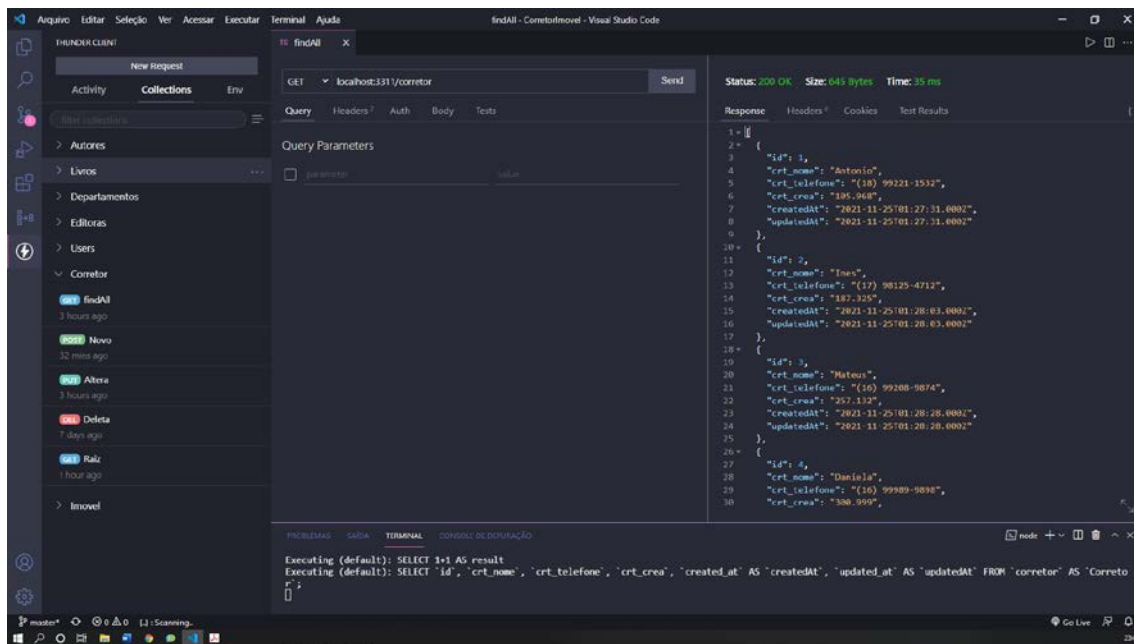 Arquivo Editar Seleção Ver Acessar Executar Terminal Ajuda
findAll - CorretorImovel - Visual Studio Code
THUNDER CLIENT
New Request
Activity Collections Env
filter collections
Autores
Livros
Departamentos
Editoras
Users
Corretor
GET findAll
3 hours ago
POST Novo
32 mins ago
PUT Altera
3 hours ago
DEL Deleta
7 days ago
GET Raiz
1 hour ago
Imovel
TC findAll X
GET localhost:3311/corretor Send
Query Headers 2 Auth Body Tests
Query Parameters
parameter value
Status: 200 OK Size: 645 Bytes Time: 35 ms
Response Headers 6 Cookies Test Results
1 [
2 {
3 "id": 1,
4 "crt_nome": "Antonio",
5 "crt_telefone": "(18) 99221-1532",
6 "crt_crea": "105.968",
7 "createdAt": "2021-11-25T01:27:31.000Z",
8 "updatedAt": "2021-11-25T01:27:31.000Z"
9 },
10 {
11 "id": 2,
12 "crt_nome": "Ines",
13 "crt_telefone": "(17) 98125-4712",
14 "crt_crea": "187.325",
15 "createdAt": "2021-11-25T01:28:03.000Z",
16 "updatedAt": "2021-11-25T01:28:03.000Z"
17 },
18 {
19 "id": 3,
20 "crt_nome": "Mateus",
21 "crt_telefone": "(16) 99208-9874",
22 "crt_crea": "257.132",
23 "createdAt": "2021-11-25T01:28:28.000Z",
24 "updatedAt": "2021-11-25T01:28:28.000Z"
25 },
26 {
27 "id": 4,
28 "crt_nome": "Daniela",
29 "crt_telefone": "(16) 99989-9898",
30 "crt_crea": "300.999",
PROBLEMAS SAÍDA TERMINAL CONSOLE DE DEPURAÇÃO
node
Executing (default): SELECT 1+1 AS result
Executing (default): SELECT `id`, `crt_nome`, `crt_telefone`, `crt_crea`, `created_at` AS `createdAt`, `updated_at` AS `updatedAt` FROM `corretor` AS `Correto
r`;
master* 0 0 Scanning..
Go Live